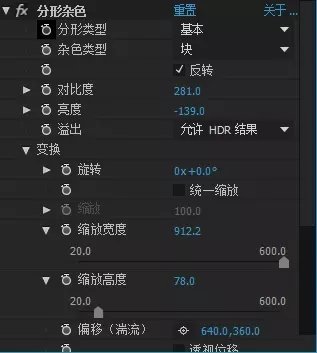 fx 分形杂色 重置 关于...
分形类型 基本
杂色类型 块
反转
对比度 281.0
亮度 -139.0
溢出 允许 HDR 结果
变换
旋转 0x+0.0°
统一缩放
缩放 100.0
缩放宽度 912.2
20.0 600.0
缩放高度 78.0
20.0 600.0
偏移（湍流） 640.0,360.0
透视位移